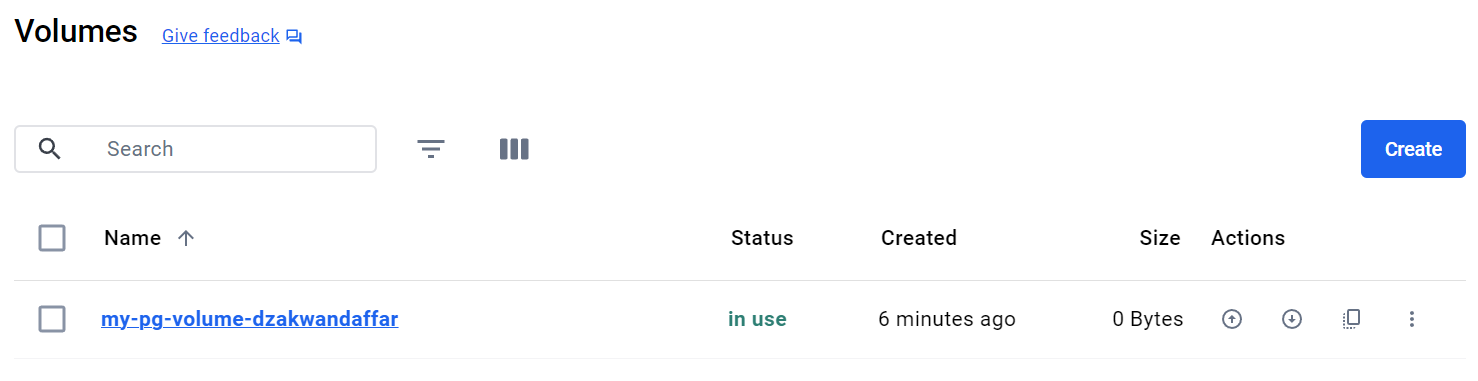 Volumes Give feedback
Search
Create
Name Status Created Size Actions
my-pg-volume-dzakwandaffar in use 6 minutes ago 0 Bytes